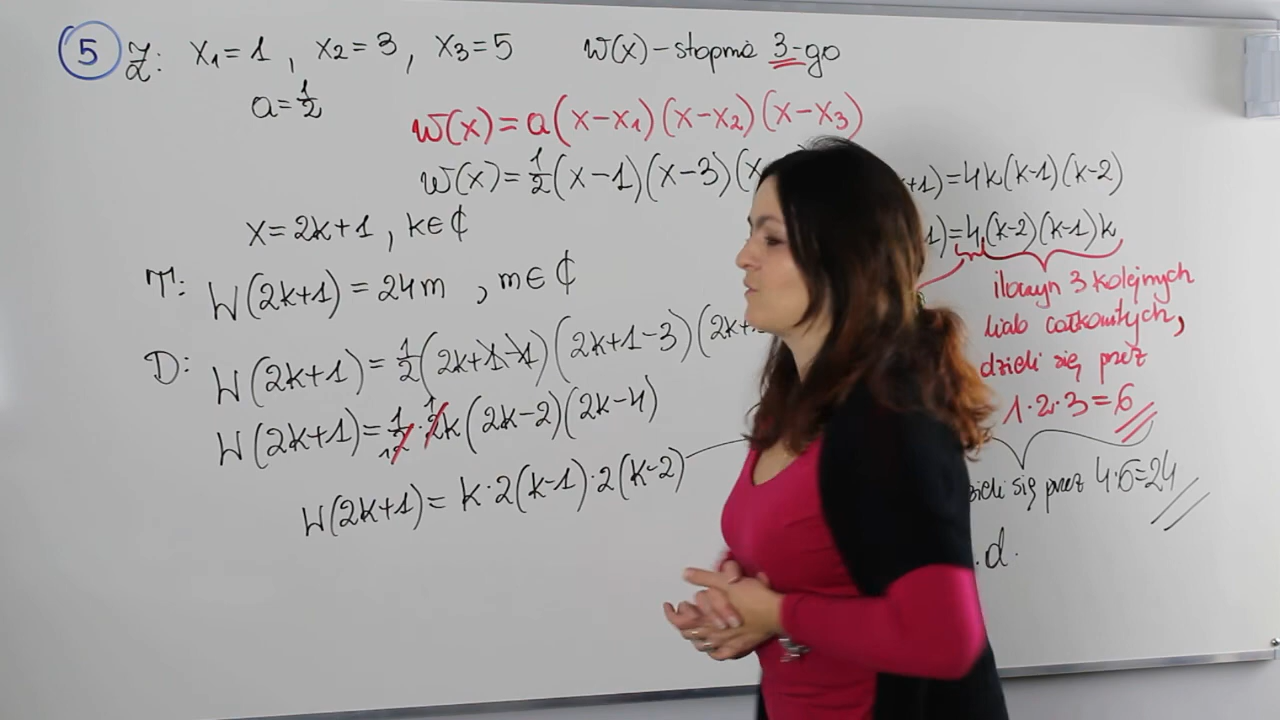 5 Z: x₁=1 , x₂=3 , x₃=5 W(x)-stopnia 3-go
a=½
W(x)=a(x-x₁)(x-x₂)(x-x₃)
W(x)=½(x-1)(x-3)(x
x=2k+1 , k∈ℂ
T: W(2k+1)=24m , m∈ℂ
D: W(2k+1)=½(2k+1-1)(2k+1-3)(2k+
W(2k+1)=½·2k(2k-2)(2k-4)
W(2k+1)=k·2(k-1)·2(k-2)
+1)=4k(k-1)(k-2)
1)=4(k-2)(k-1)k
iloczyn 3 kolejnych
liczb całkowitych,
dzieli się przez
1·2·3=6
dzieli się przez 4·6=24
.d.